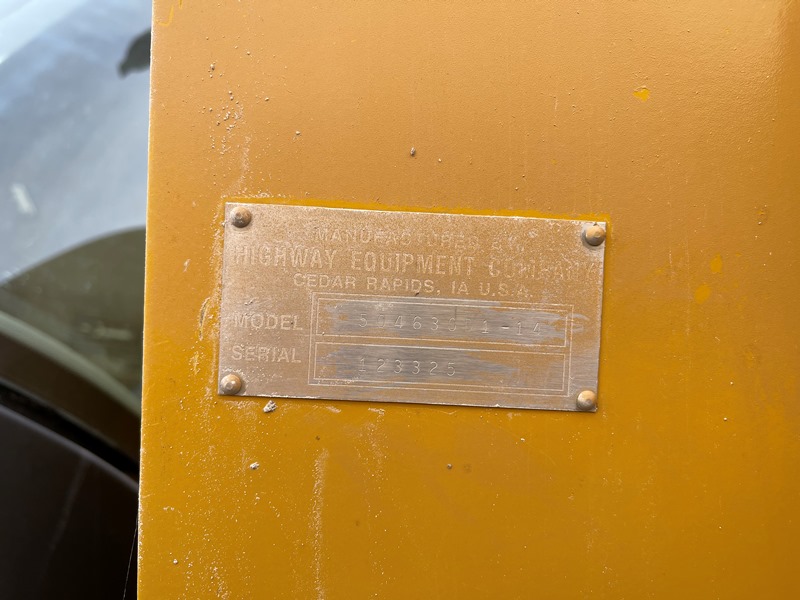 MANUFACTURED BY
HIGHWAY EQUIPMENT COMPANY
CEDAR RAPIDS, IA U.S.A.
MODEL
SERIAL 123325